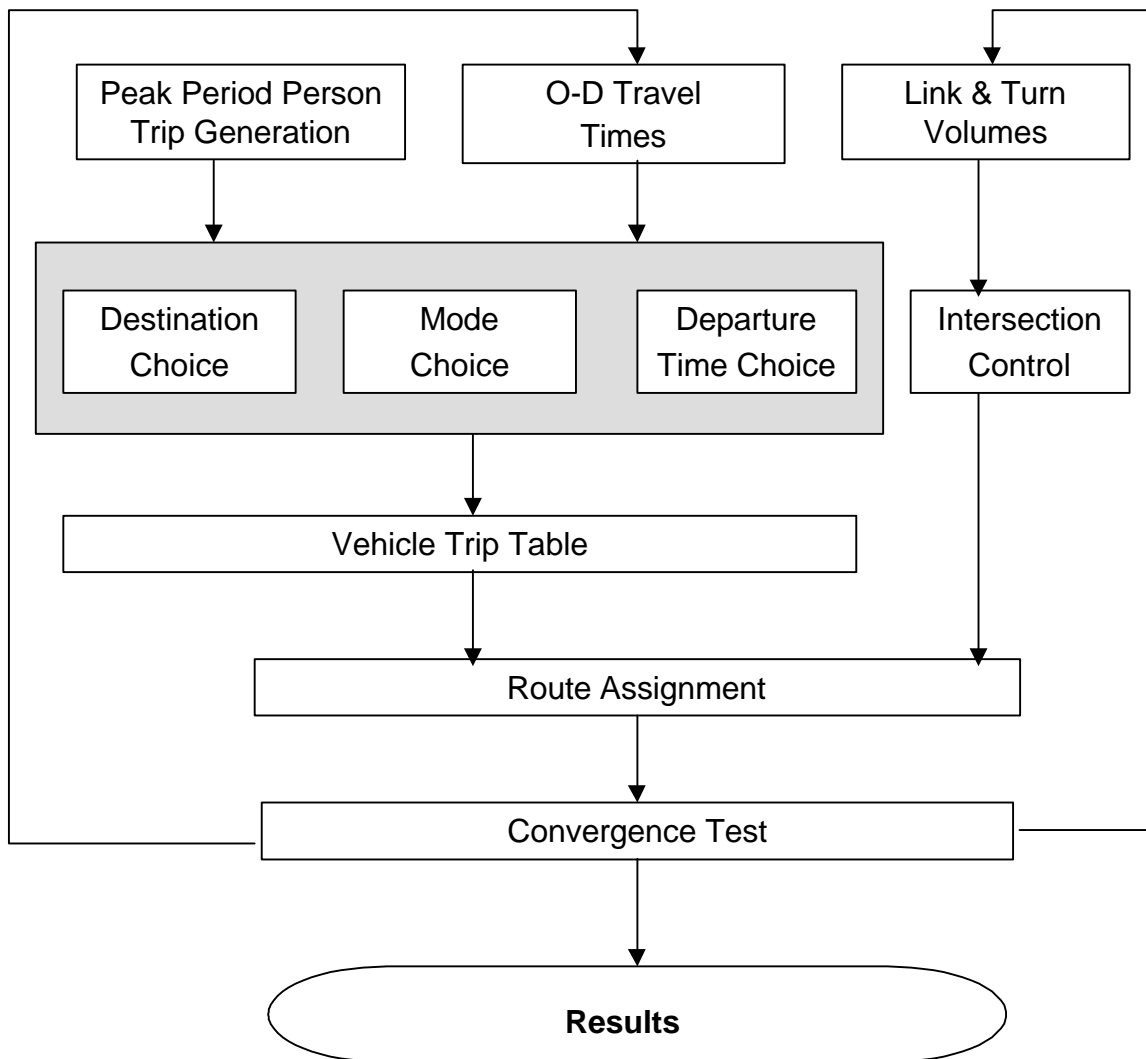 Peak Period Person
Trip Generation
O-D Travel
Times
Link & Turn
Volumes
Destination
Choice
Mode
Choice
Departure
Time Choice
Intersection
Control
Vehicle Trip Table
Route Assignment
Convergence Test
Results